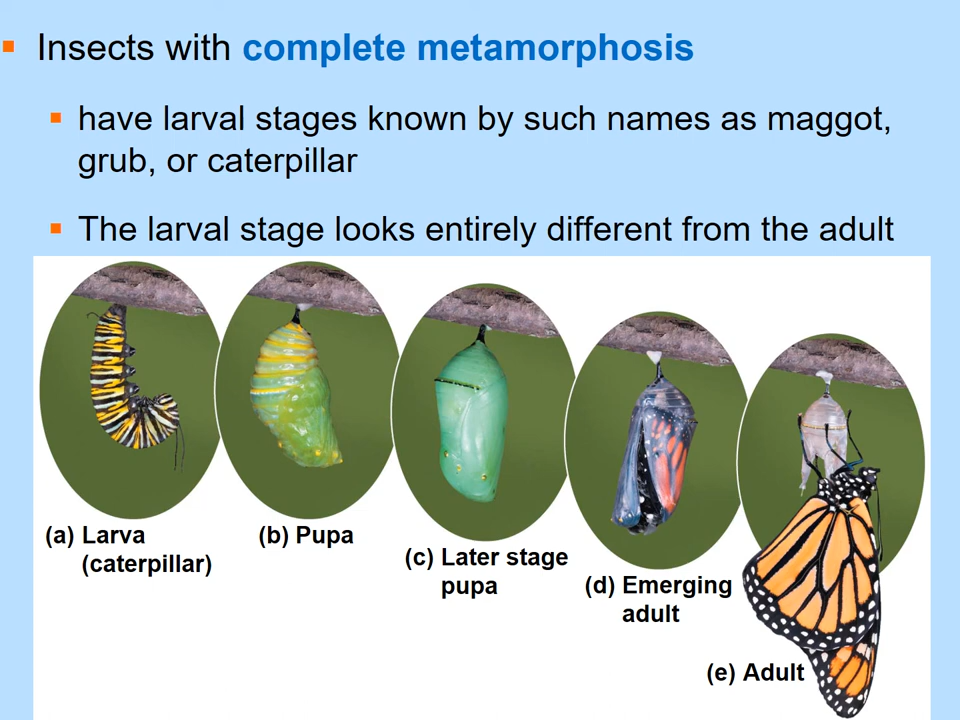 Insects with complete metamorphosis
have larval stages known by such names as maggot,
grub, or caterpillar
The larval stage looks entirely different from the adult
(a) Larva
(caterpillar)
(b) Pupa
(c) Later stage
pupa
(d) Emerging
adult
(e) Adult